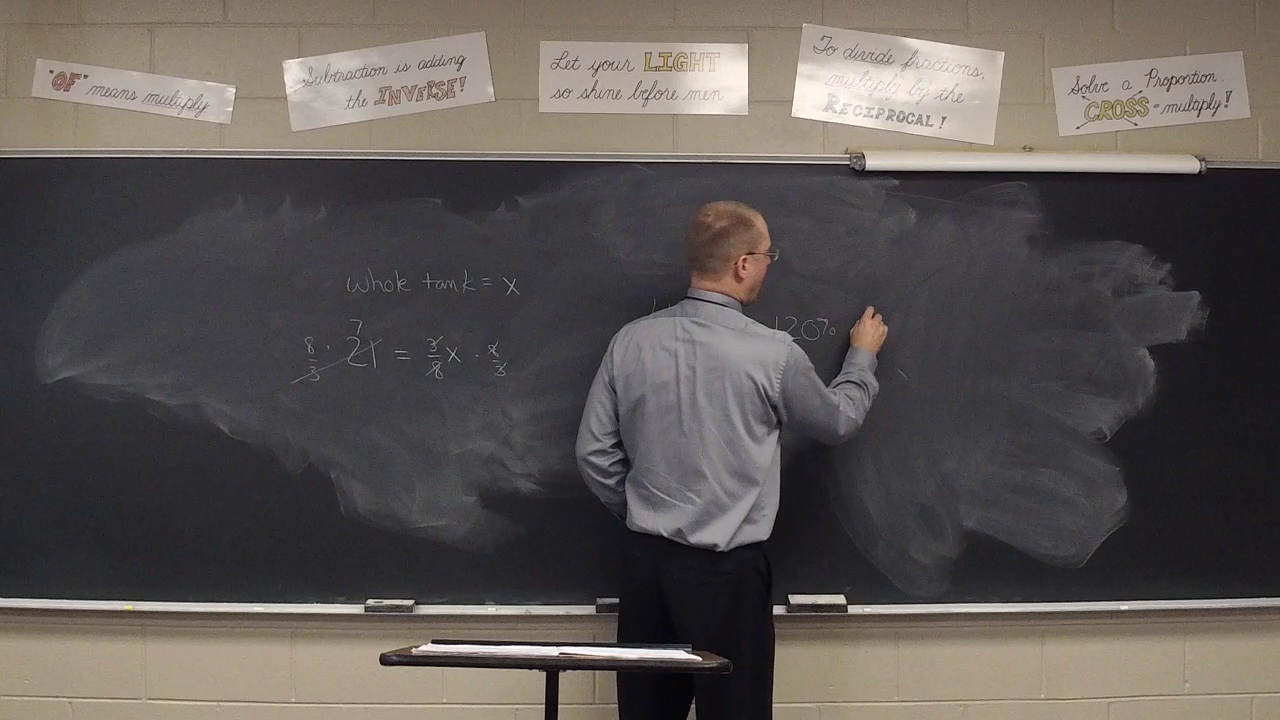 "OF" means multiply
Subtraction is adding
the INVERSE!
Let your LIGHT
so shine before men
To divide fractions,
multiply by the
RECIPROCAL!
Solve a Proportion.
CROSS-multiply!
whole tank = x
7
8/3 · 21 = 3/8 x · 8/3
120%